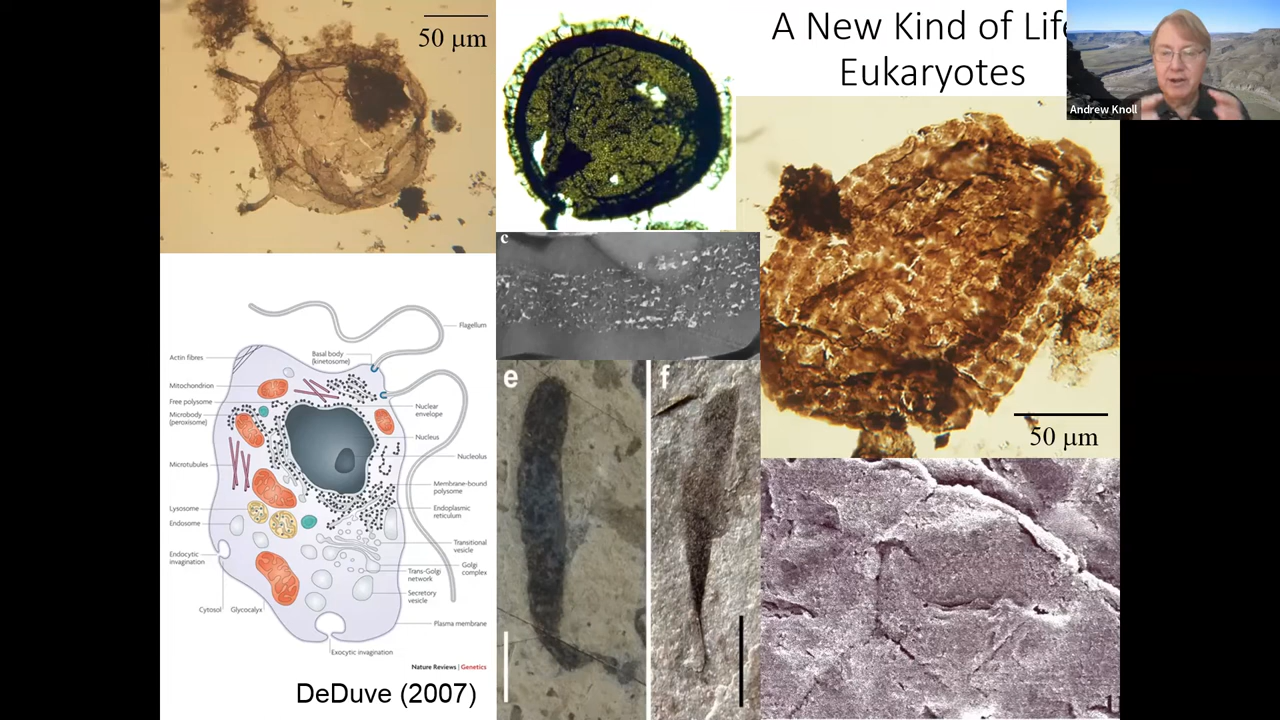 50 µm
A New Kind of Life
Eukaryotes
Andrew Knoll
c
Flagellum
Actin fibres
Basal body
(kinetosome)
Mitochondrion
Free polysome
Microbody
(peroxisome)
Nuclear
envelope
Nucleus
Nucleolus
Microtubules
Membrane-bound
polysome
Lysosome
Endoplasmic
reticulum
Endosome
Transitional
vesicle
Endocytic
invagination
Golgi
complex
Trans-Golgi
network
Secretory
vesicle
Cytosol
Glycocalyx
Plasma membrane
Exocytic invagination
Nature Reviews | Genetics
DeDuve (2007)
e
f
50 µm